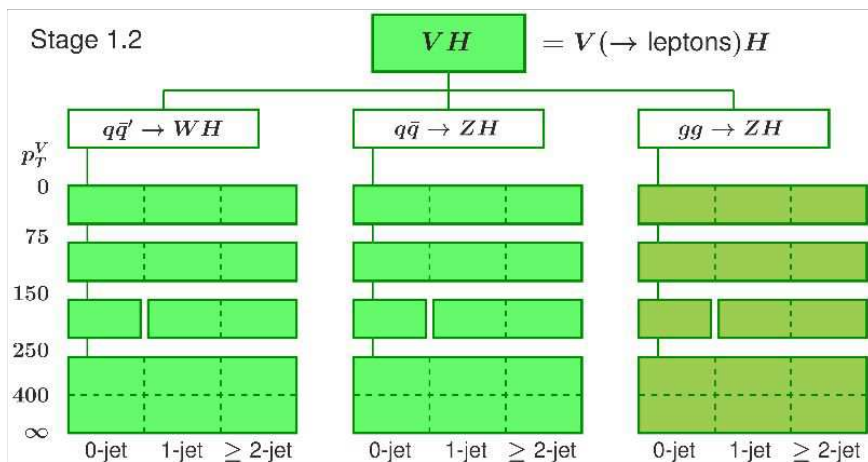 Stage 1.2
VH
= V(→ leptons)H
qq̄′ → WH
qq̄ → ZH
gg → ZH
p_T^V
0
75
150
250
400
∞
0-jet 1-jet ≥ 2-jet
0-jet 1-jet ≥ 2-jet
0-jet 1-jet ≥ 2-jet